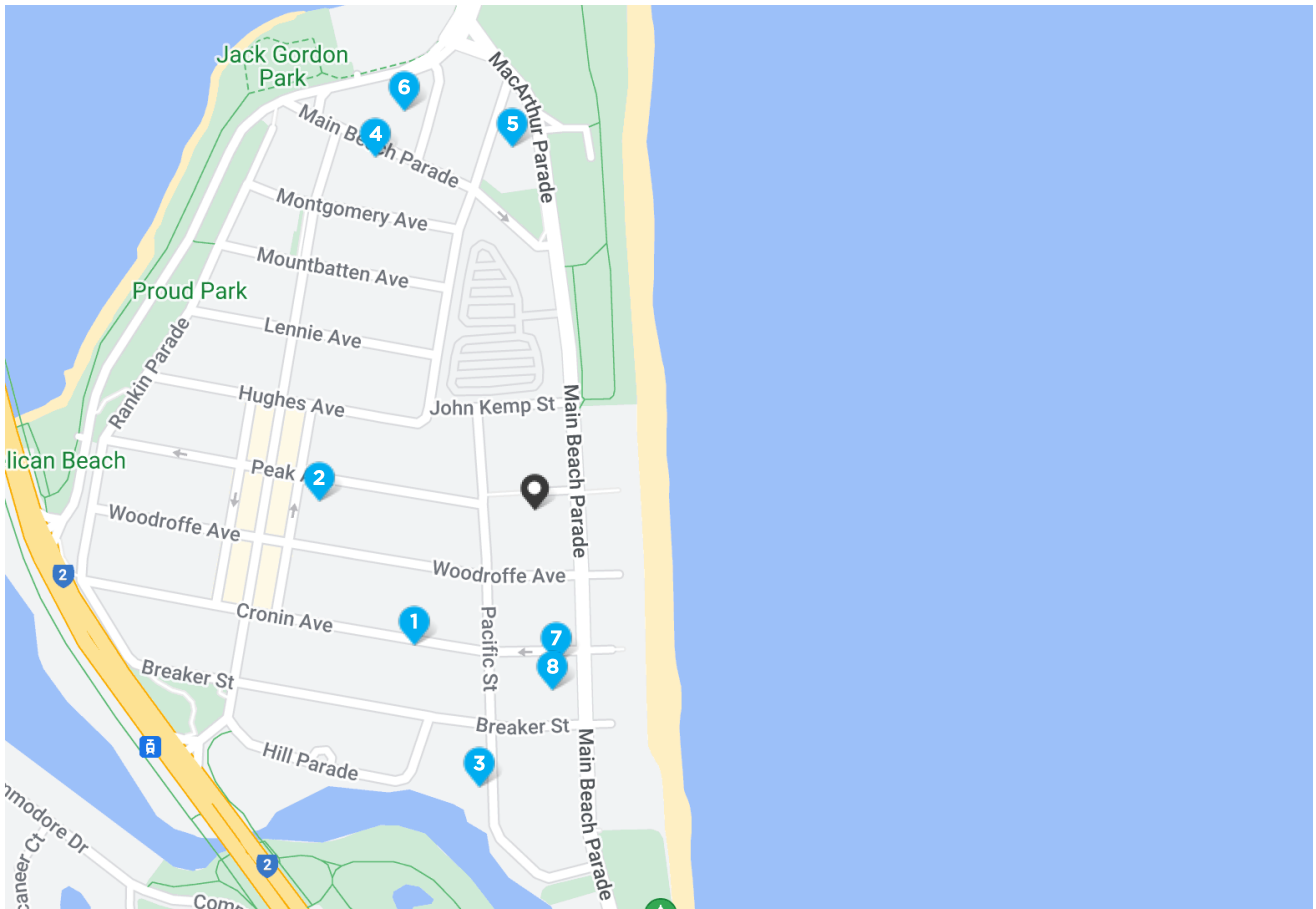 Jack Gordon
Park
MacArthur Parade
6
5
4
Main Beach Parade
Montgomery Ave
Mountbatten Ave
Proud Park
Lennie Ave
Rankin Parade
Hughes Ave
John Kemp St
Main Beach Parade
lican Beach
Peak A
2
Woodroffe Ave
Woodroffe Ave
2
Cronin Ave
1
Pacific St
7
8
Breaker St
Breaker St
Hill Parade
3
Main Beach Parade
nmodore Dr
caneer Ct
2
Comm